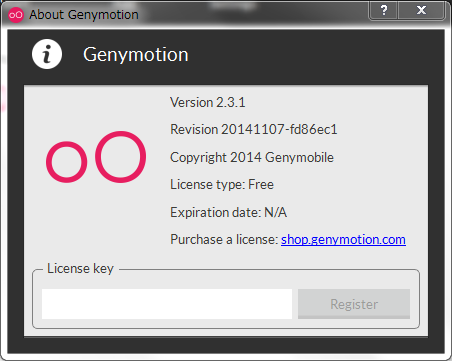 About Genymotion
Genymotion
Version 2.3.1
Revision 20141107-fd86ec1
Copyright 2014 Genymobile
License type: Free
Expiration date: N/A
Purchase a license: shop.genymotion.com
License key
Register